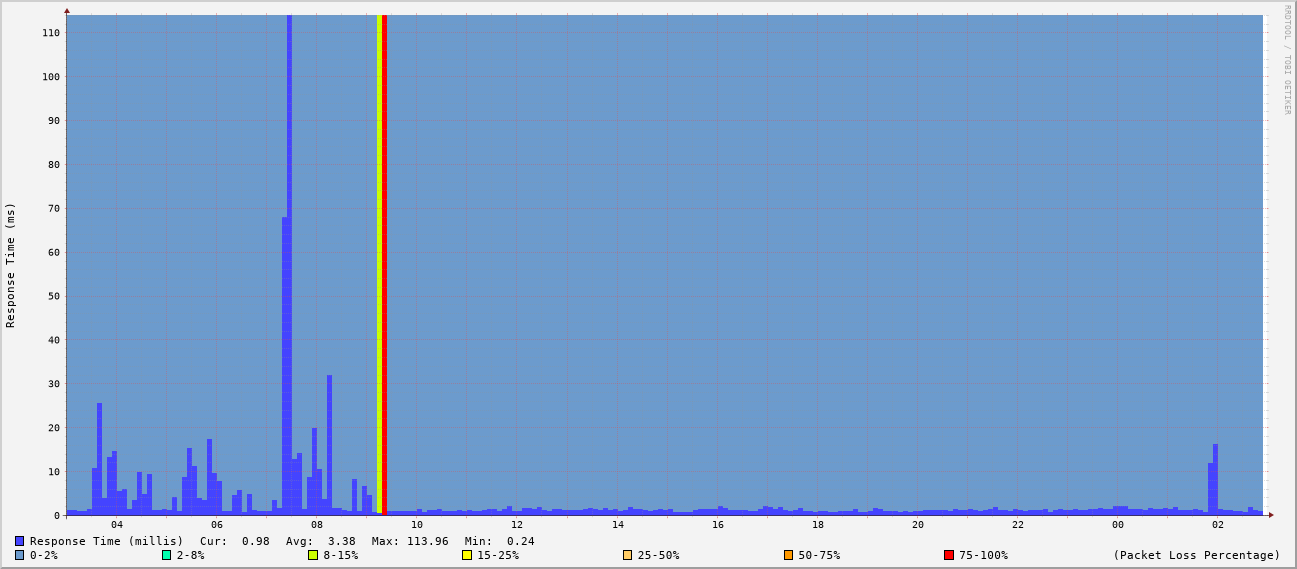 RRDTOOL / TOBI OETIKER
Response Time (ms)
110
100
90
80
70
60
50
40
30
20
10
0
04 06 08 10 12 14 16 18 20 22 00 02
Response Time (millis) Cur: 0.98 Avg: 3.38 Max: 113.96 Min: 0.24
0-2% 2-8% 8-15% 15-25% 25-50% 50-75% 75-100% (Packet Loss Percentage)